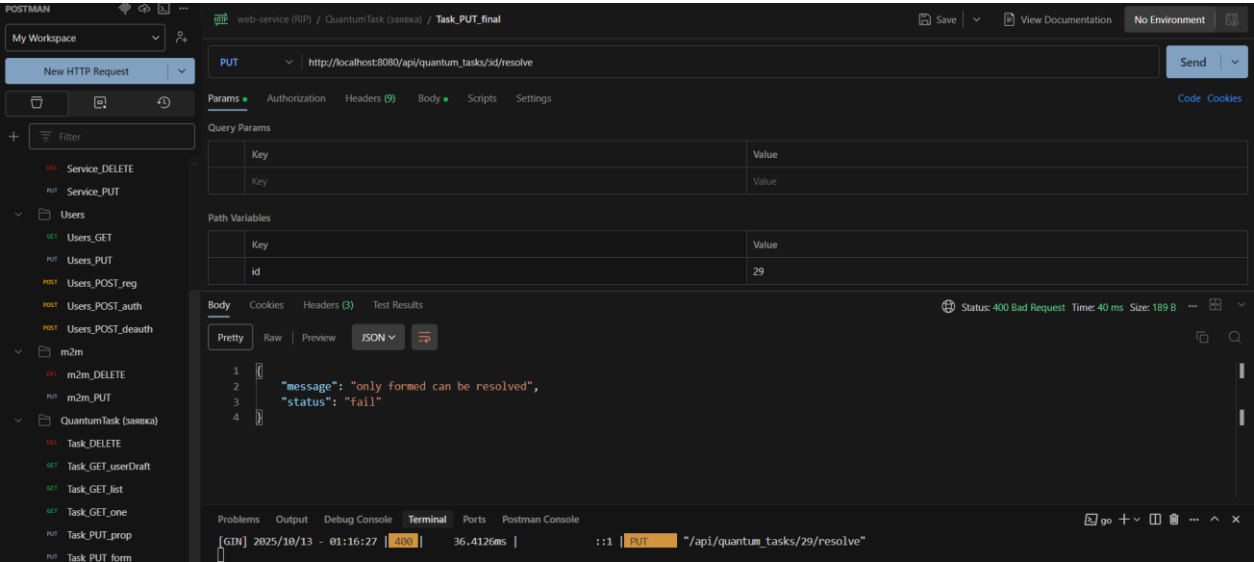 POSTMAN
My Workspace
New HTTP Request
Filter
DEL Service_DELETE
PUT Service_PUT
Users
GET Users_GET
PUT Users_PUT
POST Users_POST_reg
POST Users_POST_auth
POST Users_POST_deauth
m2m
DEL m2m_DELETE
PUT m2m_PUT
QuantumTask (заявка)
DEL Task_DELETE
GET Task_GET_userDraft
GET Task_GET_list
GET Task_GET_one
PUT Task_PUT_prop
PUT Task_PUT_form
HTTP web-service (RIP) / QuantumTask (заявка) / Task_PUT_final
Save View Documentation No Environment
PUT http://localhost:8080/api/quantum_tasks/:id/resolve Send
Params Authorization Headers (9) Body Scripts Settings Code Cookies
Query Params
Key Value
Key Value
Path Variables
Key Value
id 29
Body Cookies Headers (3) Test Results Status: 400 Bad Request Time: 40 ms Size: 189 B
Pretty Raw Preview JSON
1 {
2 "message": "only formed can be resolved",
3 "status": "fail"
4 }
Problems Output Debug Console Terminal Ports Postman Console go
[GIN] 2025/10/13 - 01:16:27 | 400 | 36.4126ms | ::1 | PUT "/api/quantum_tasks/29/resolve"